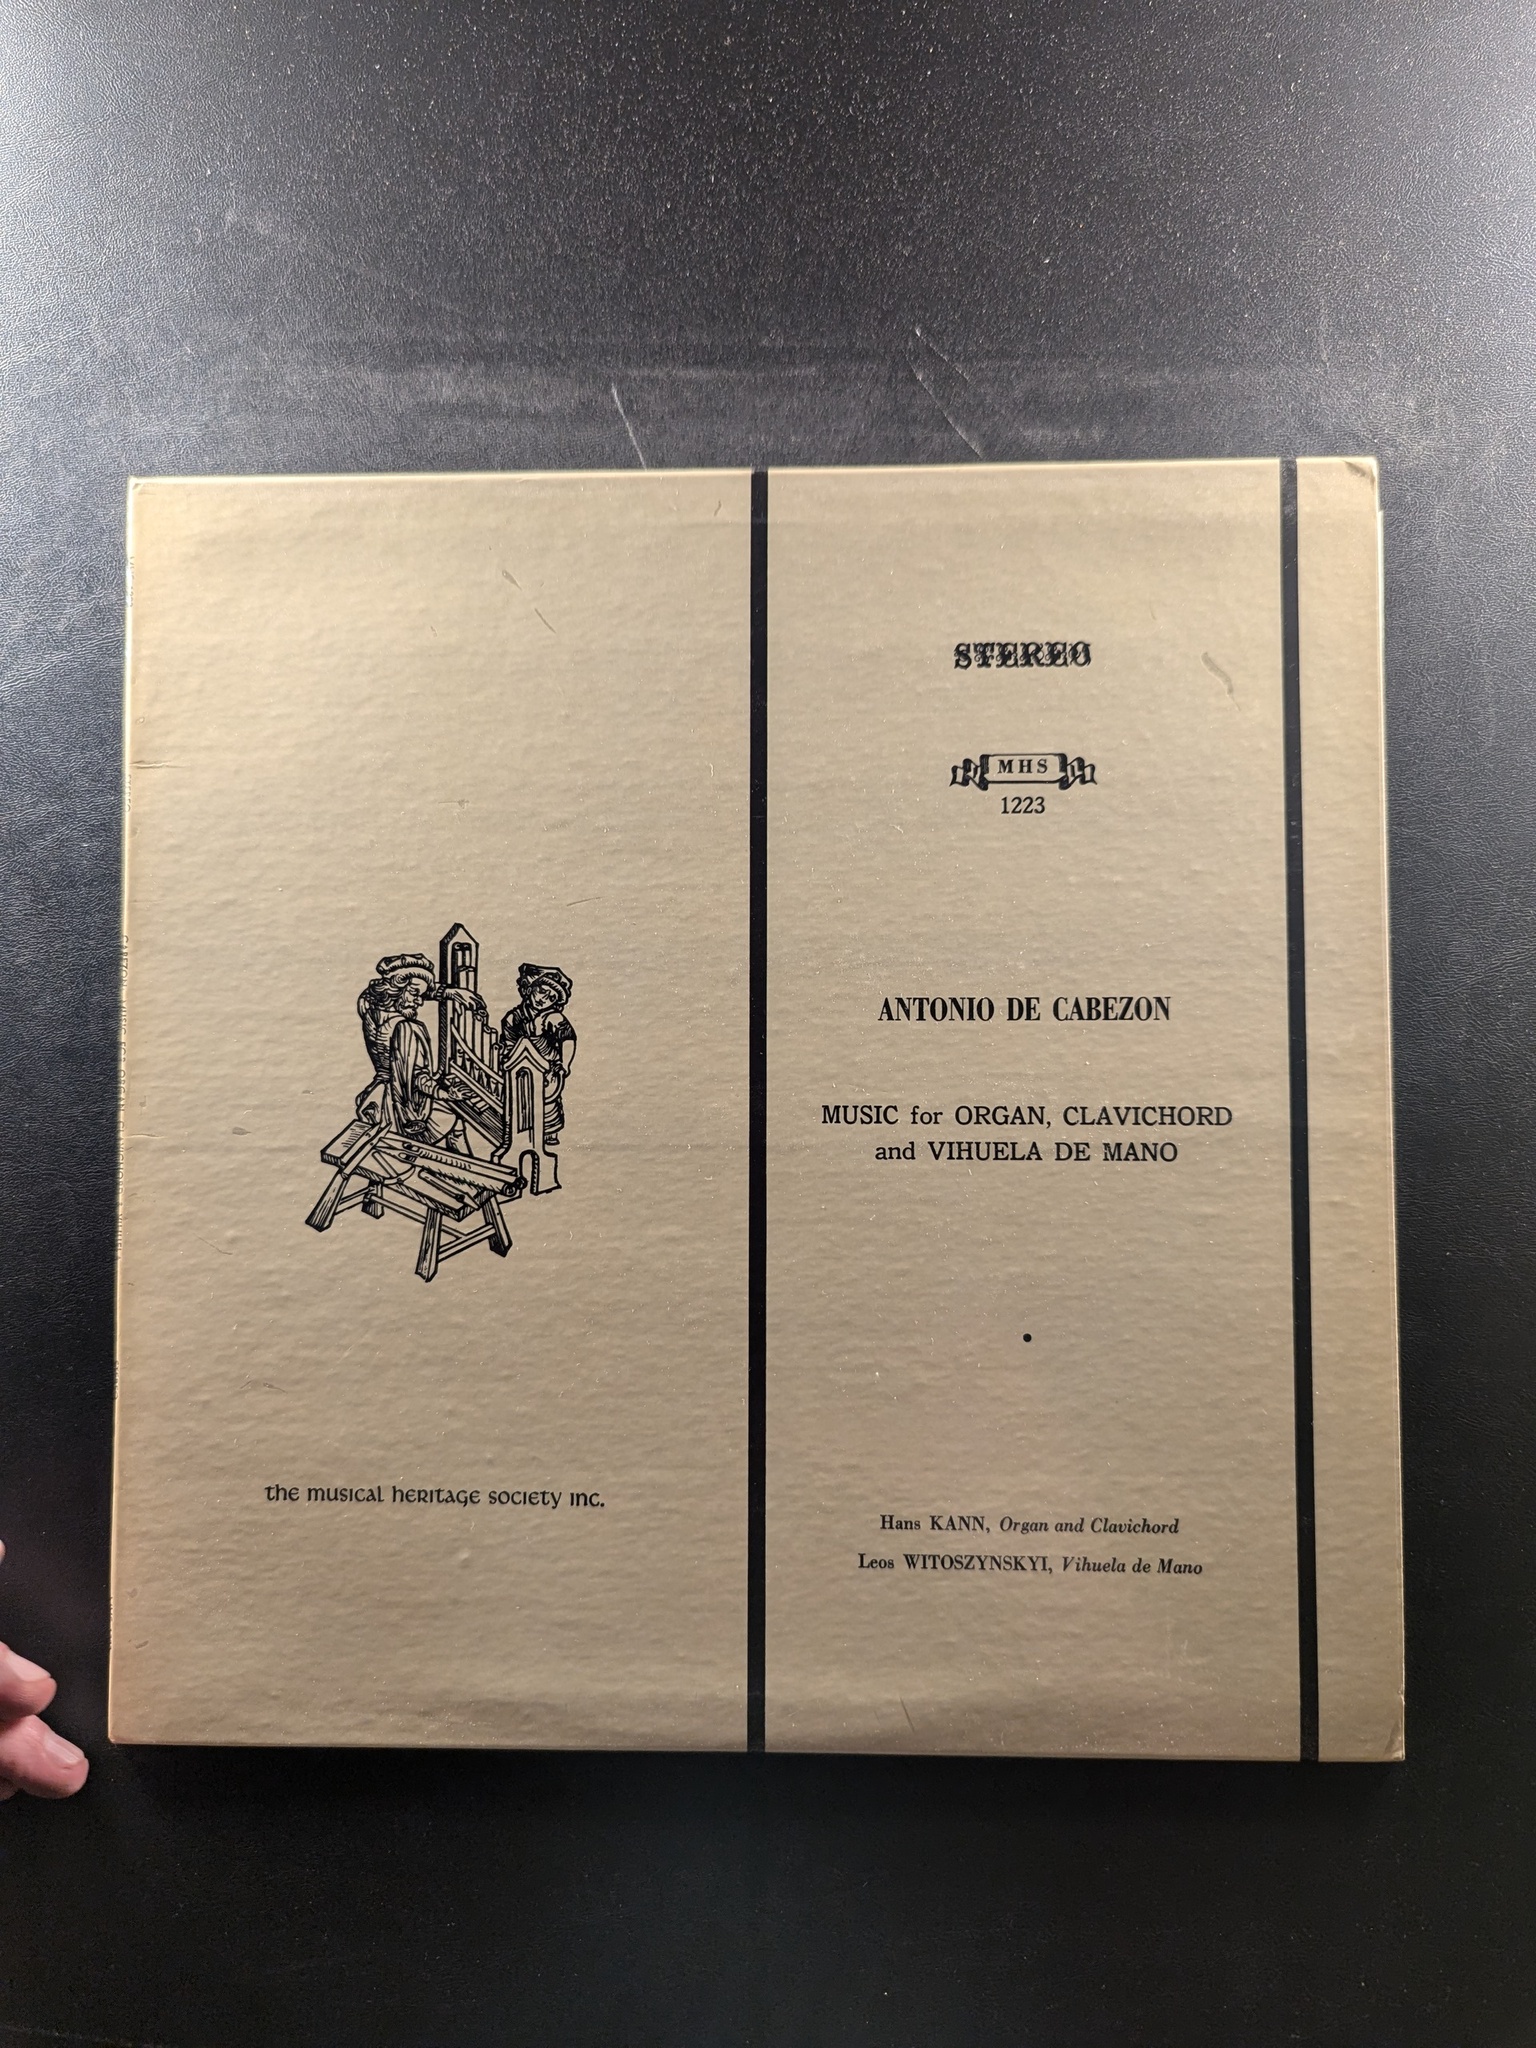 STEREO
MHS
1223
ANTONIO DE CABEZON
MUSIC for ORGAN, CLAVICHORD
and VIHUELA DE MANO
the musical heritage society inc.
Hans KANN, Organ and Clavichord
Leos WITOSZYNSKYI, Vihuela de Mano